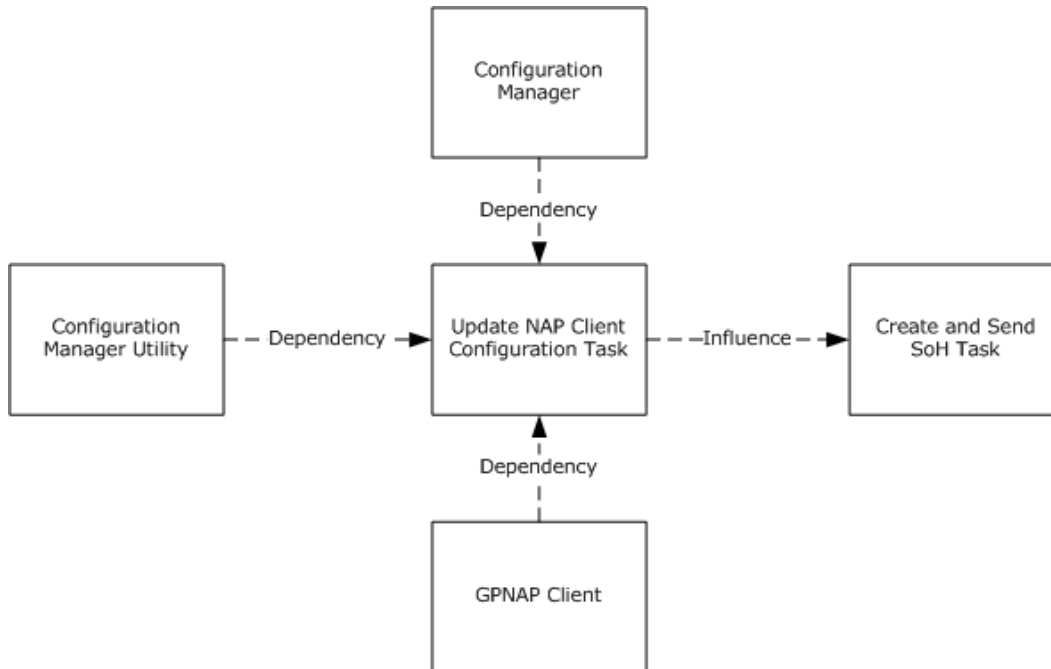 Configuration
Manager
Dependency
Configuration
Manager Utility
Dependency
Update NAP Client
Configuration Task
Influence
Create and Send
SoH Task
Dependency
GPNAP Client